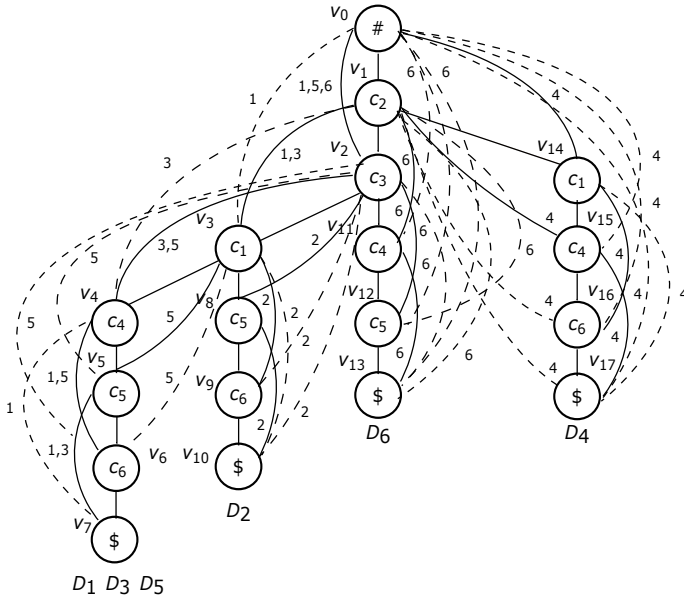 v0 #
6 6
v1 c2 4
1 1,5,6
v14
v2 c3 1,3 6 4
3 c1
v3 v11 6 v15 4
c1 2 c4 6 c4
5 3,5 6 4 4
v4 v8 v12 v16 4 4
c4 5 c5 2 2 c5 4 c6
5 2 4
v5 v9 v13 6 6 v17
1,5 5 c6 $ 4 $
c5
1 2 2 D6 D4
1,3 v6 v10
c6 $
v7 D2
$
D1 D3 D5